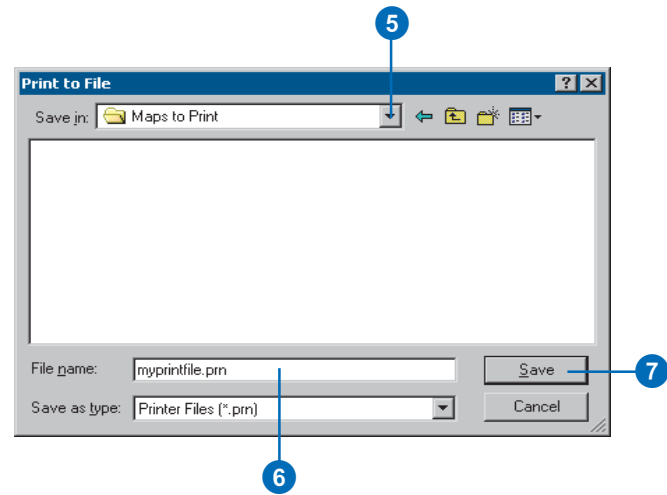 5
Print to File
Save in: Maps to Print
File name: myprintfile.prn Save 7
Save as type: Printer Files (*.prn) Cancel
6